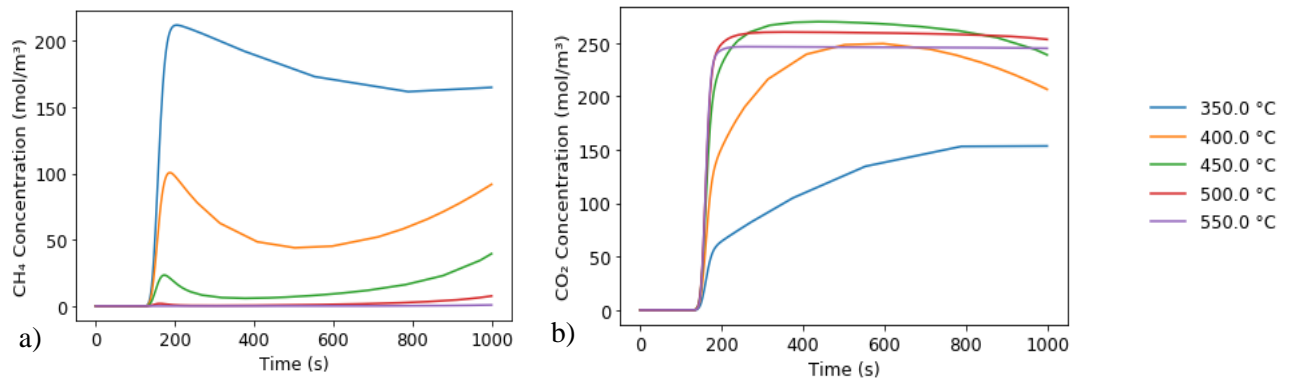 CH₄ Concentration (mol/m³)
200
150
100
50
0
0 200 400 600 800 1000
Time (s)
a)
CO₂ Concentration (mol/m³)
250
200
150
100
50
0
0 200 400 600 800 1000
Time (s)
b)
350.0 °C
400.0 °C
450.0 °C
500.0 °C
550.0 °C